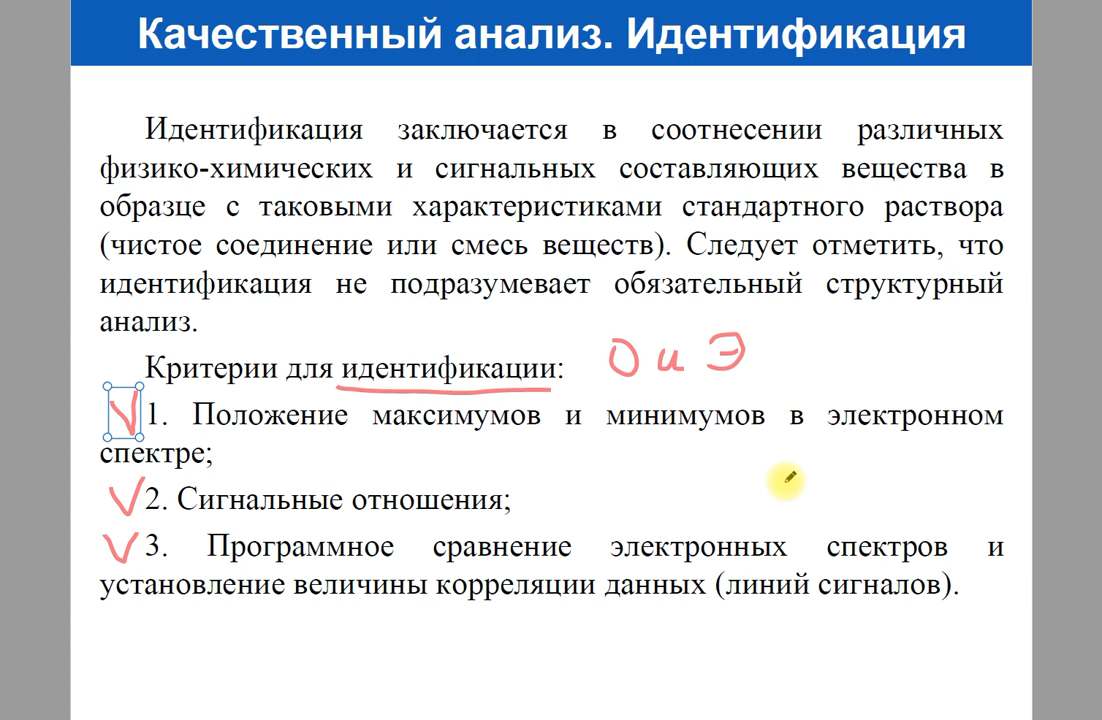 Качественный анализ. Идентификация
Идентификация заключается в соотнесении различных
физико-химических и сигнальных составляющих вещества в
образце с таковыми характеристиками стандартного раствора
(чистое соединение или смесь веществ). Следует отметить, что
идентификация не подразумевает обязательный структурный
анализ.
Критерии для идентификации: О и Э
1. Положение максимумов и минимумов в электронном
спектре;
2. Сигнальные отношения;
3. Программное сравнение электронных спектров и
установление величины корреляции данных (линий сигналов).